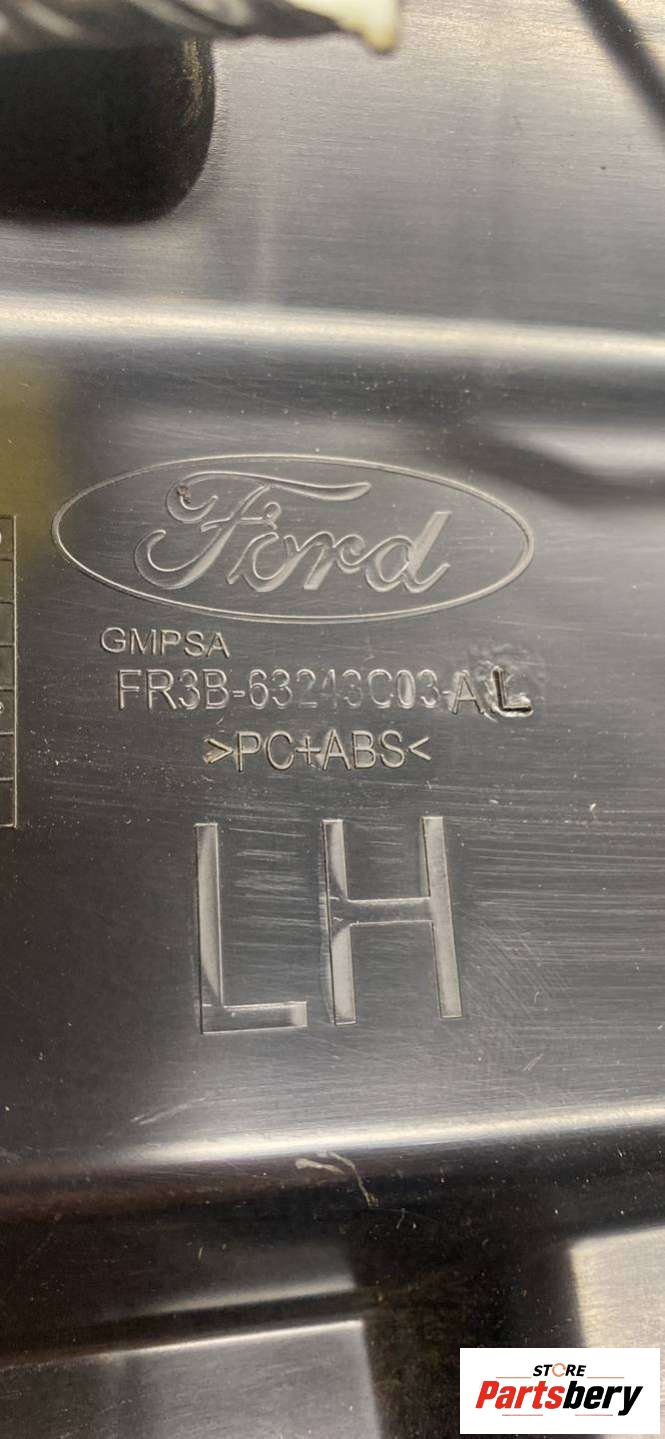 Ford
GMPSA
FR3B-63243C03-AL
>PC+ABS<
LH
STORE
Partsbery